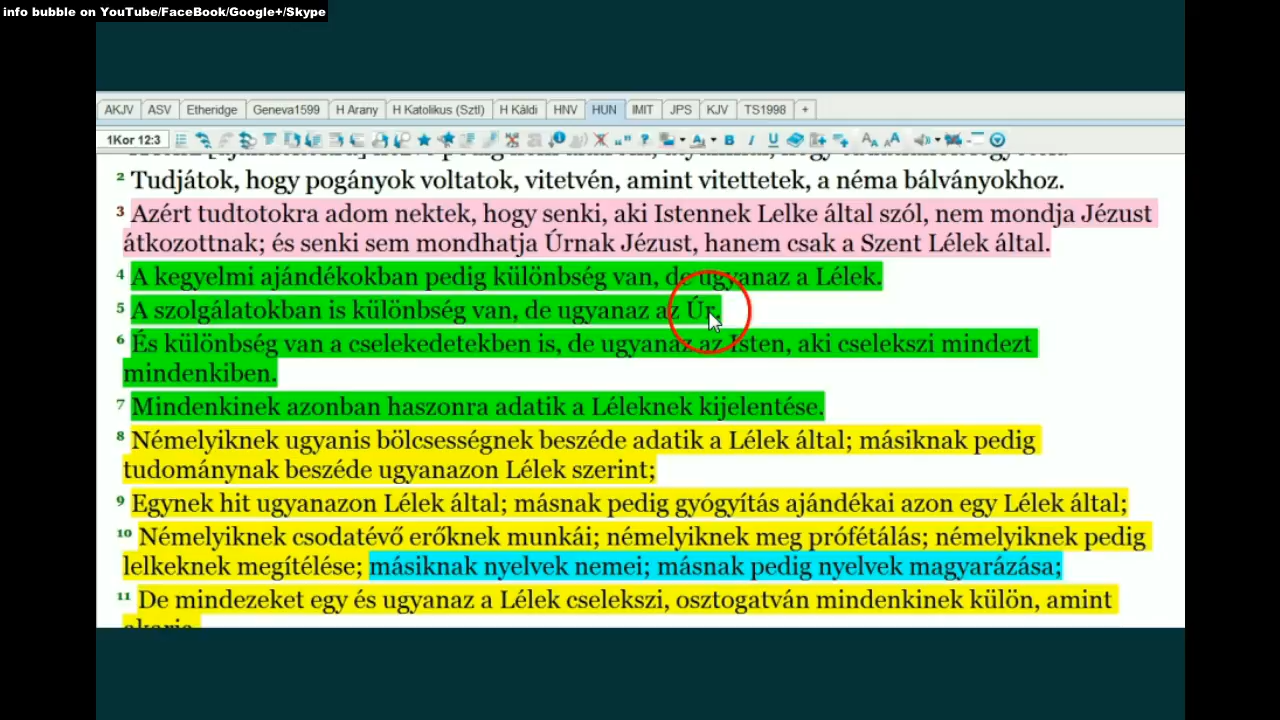 info bubble on YouTube/FaceBook/Google+/Skype
AKJV ASV Etheridge Geneva1599 H Arany H Katolikus (Sztl) H Káldi HNV HUN IMIT JPS KJV TS1998 +
1Kor 12:3
2 Tudjátok, hogy pogányok voltatok, vitetvén, amint vitettetek, a néma bálványokhoz.
3 Azért tudtotokra adom nektek, hogy senki, aki Istennek Lelke által szól, nem mondja Jézust
átkozottnak; és senki sem mondhatja Úrnak Jézust, hanem csak a Szent Lélek által.
4 A kegyelmi ajándékokban pedig különbség van, de ugyanaz a Lélek.
5 A szolgálatokban is különbség van, de ugyanaz az Úr.
6 És különbség van a cselekedetekben is, de ugyanaz az Isten, aki cselekszi mindezt
mindenkiben.
7 Mindenkinek azonban haszonra adatik a Léleknek kijelentése.
8 Némelyiknek ugyanis bölcsességnek beszéde adatik a Lélek által; másiknak pedig
tudománynak beszéde ugyanazon Lélek szerint;
9 Egynek hit ugyanazon Lélek által; másnak pedig gyógyítás ajándékai azon egy Lélek által;
10 Némelyiknek csodatévő erőknek munkái; némelyiknek meg prófétálás; némelyiknek pedig
lelkeknek megítélése; másiknak nyelvek nemei; másnak pedig nyelvek magyarázása;
11 De mindezeket egy és ugyanaz a Lélek cselekszi, osztogatván mindenkinek külön, amint